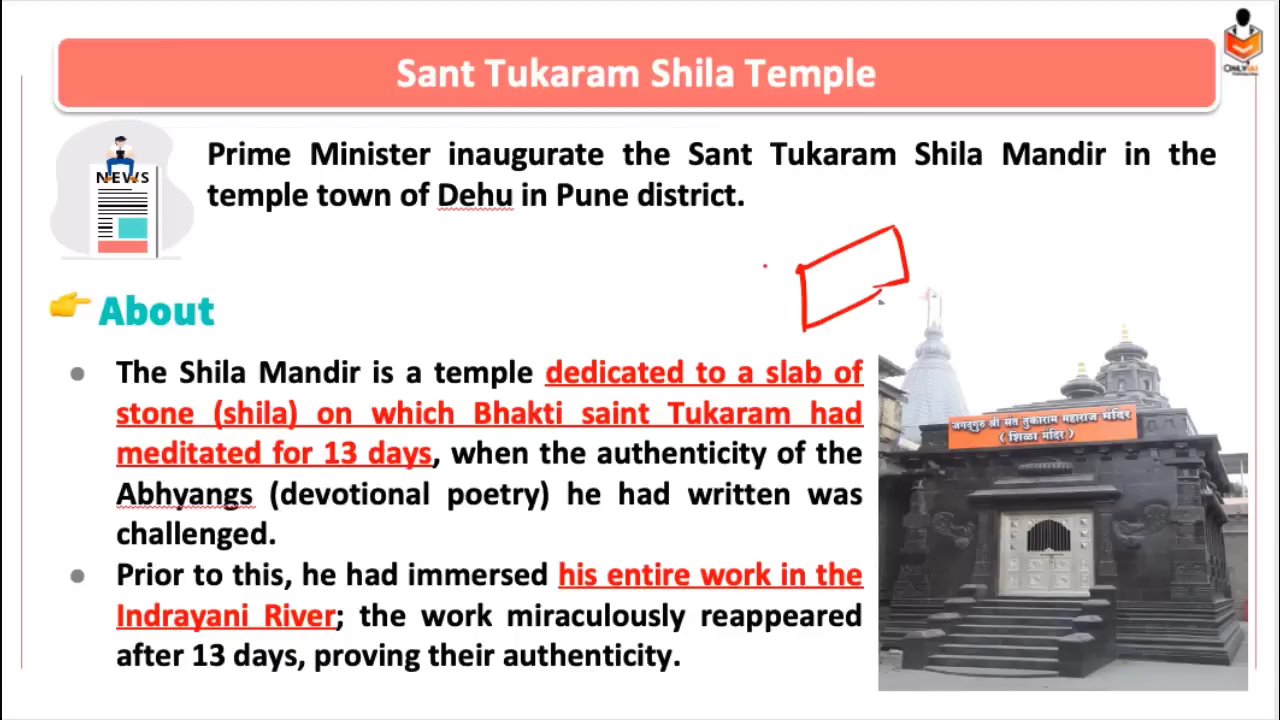 Sant Tukaram Shila Temple
NEWS
Prime Minister inaugurate the Sant Tukaram Shila Mandir in the
temple town of Dehu in Pune district.
About
The Shila Mandir is a temple dedicated to a slab of
stone (shila) on which Bhakti saint Tukaram had
meditated for 13 days, when the authenticity of the
Abhyangs (devotional poetry) he had written was
challenged.
Prior to this, he had immersed his entire work in the
Indrayani River; the work miraculously reappeared
after 13 days, proving their authenticity.
जगद्गुरु श्री संत तुकाराम महाराज मंदिर
( शिळा मंदिर )